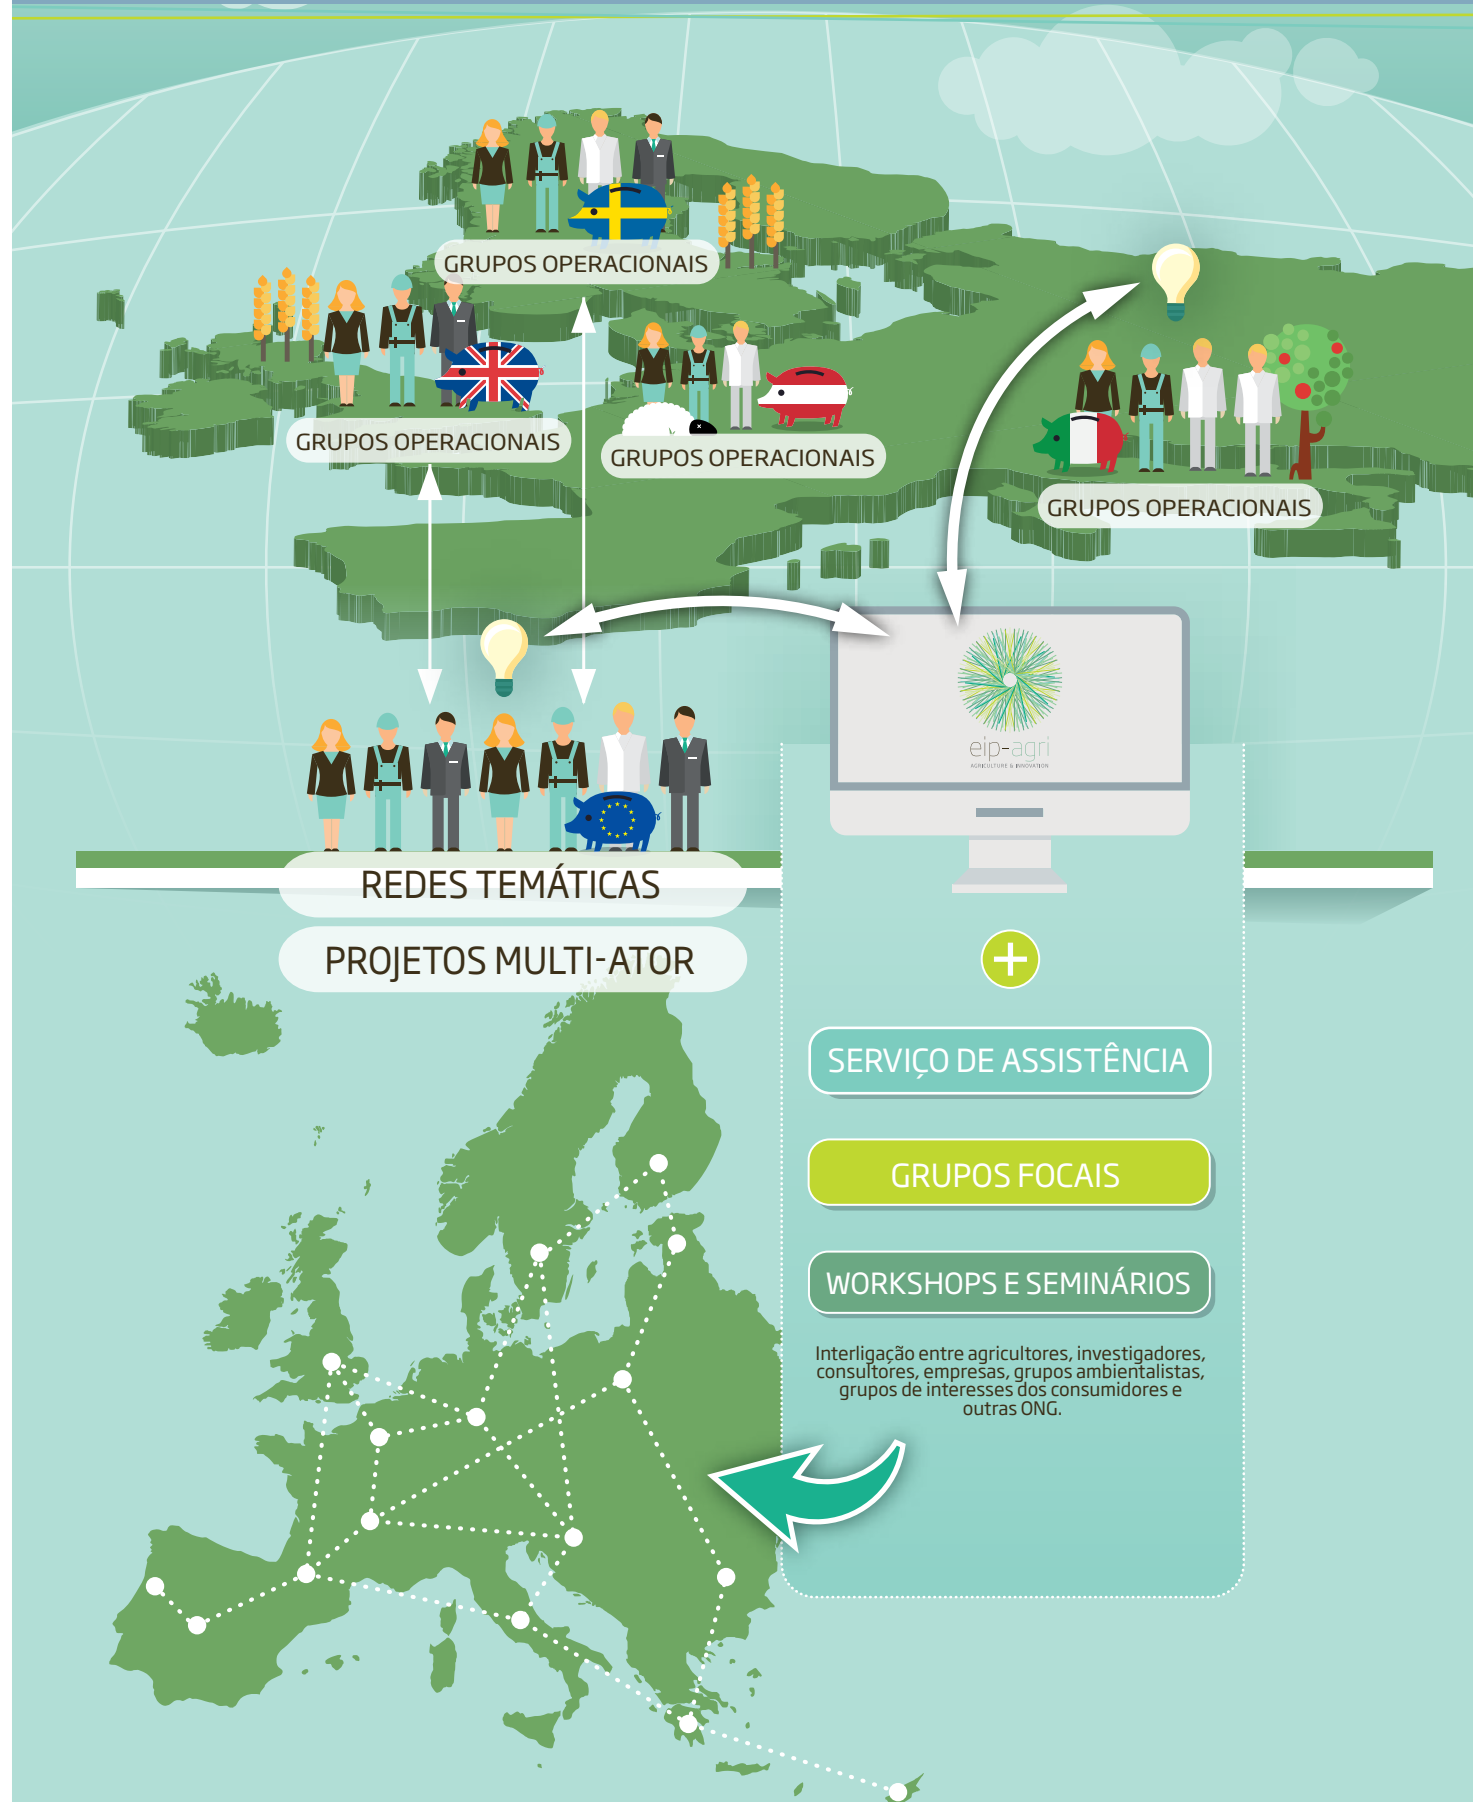 GRUPOS OPERACIONAIS
GRUPOS OPERACIONAIS
GRUPOS OPERACIONAIS
GRUPOS OPERACIONAIS
eip-agri
AGRICULTURE & INNOVATION
REDES TEMÁTICAS
PROJETOS MULTI-ATOR
SERVIÇO DE ASSISTÊNCIA
GRUPOS FOCAIS
WORKSHOPS E SEMINÁRIOS
Interligação entre agricultores, investigadores,
consultores, empresas, grupos ambientalistas,
grupos de interesses dos consumidores e
outras ONG.